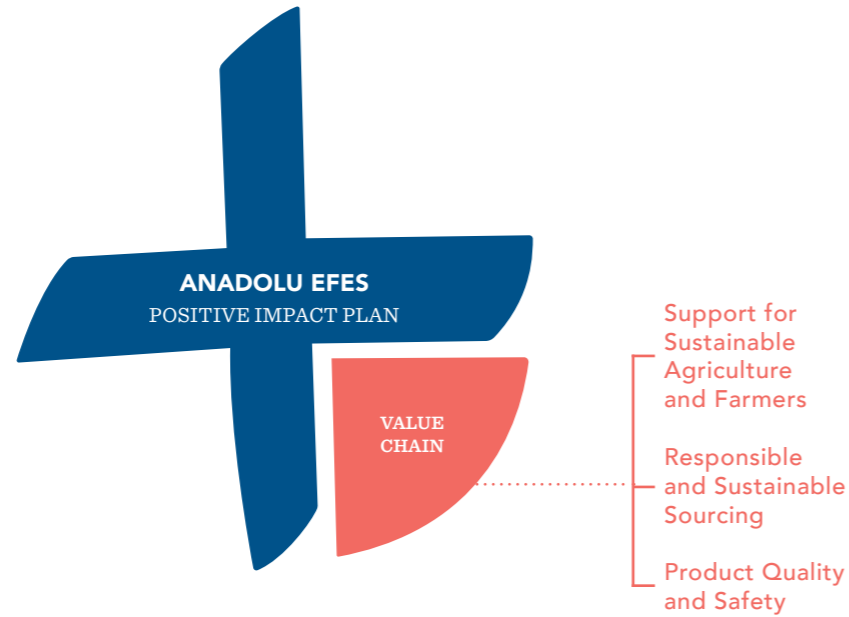 ANADOLU EFES
POSITIVE IMPACT PLAN
VALUE
CHAIN
Support for
Sustainable
Agriculture
and Farmers
Responsible
and Sustainable
Sourcing
Product Quality
and Safety